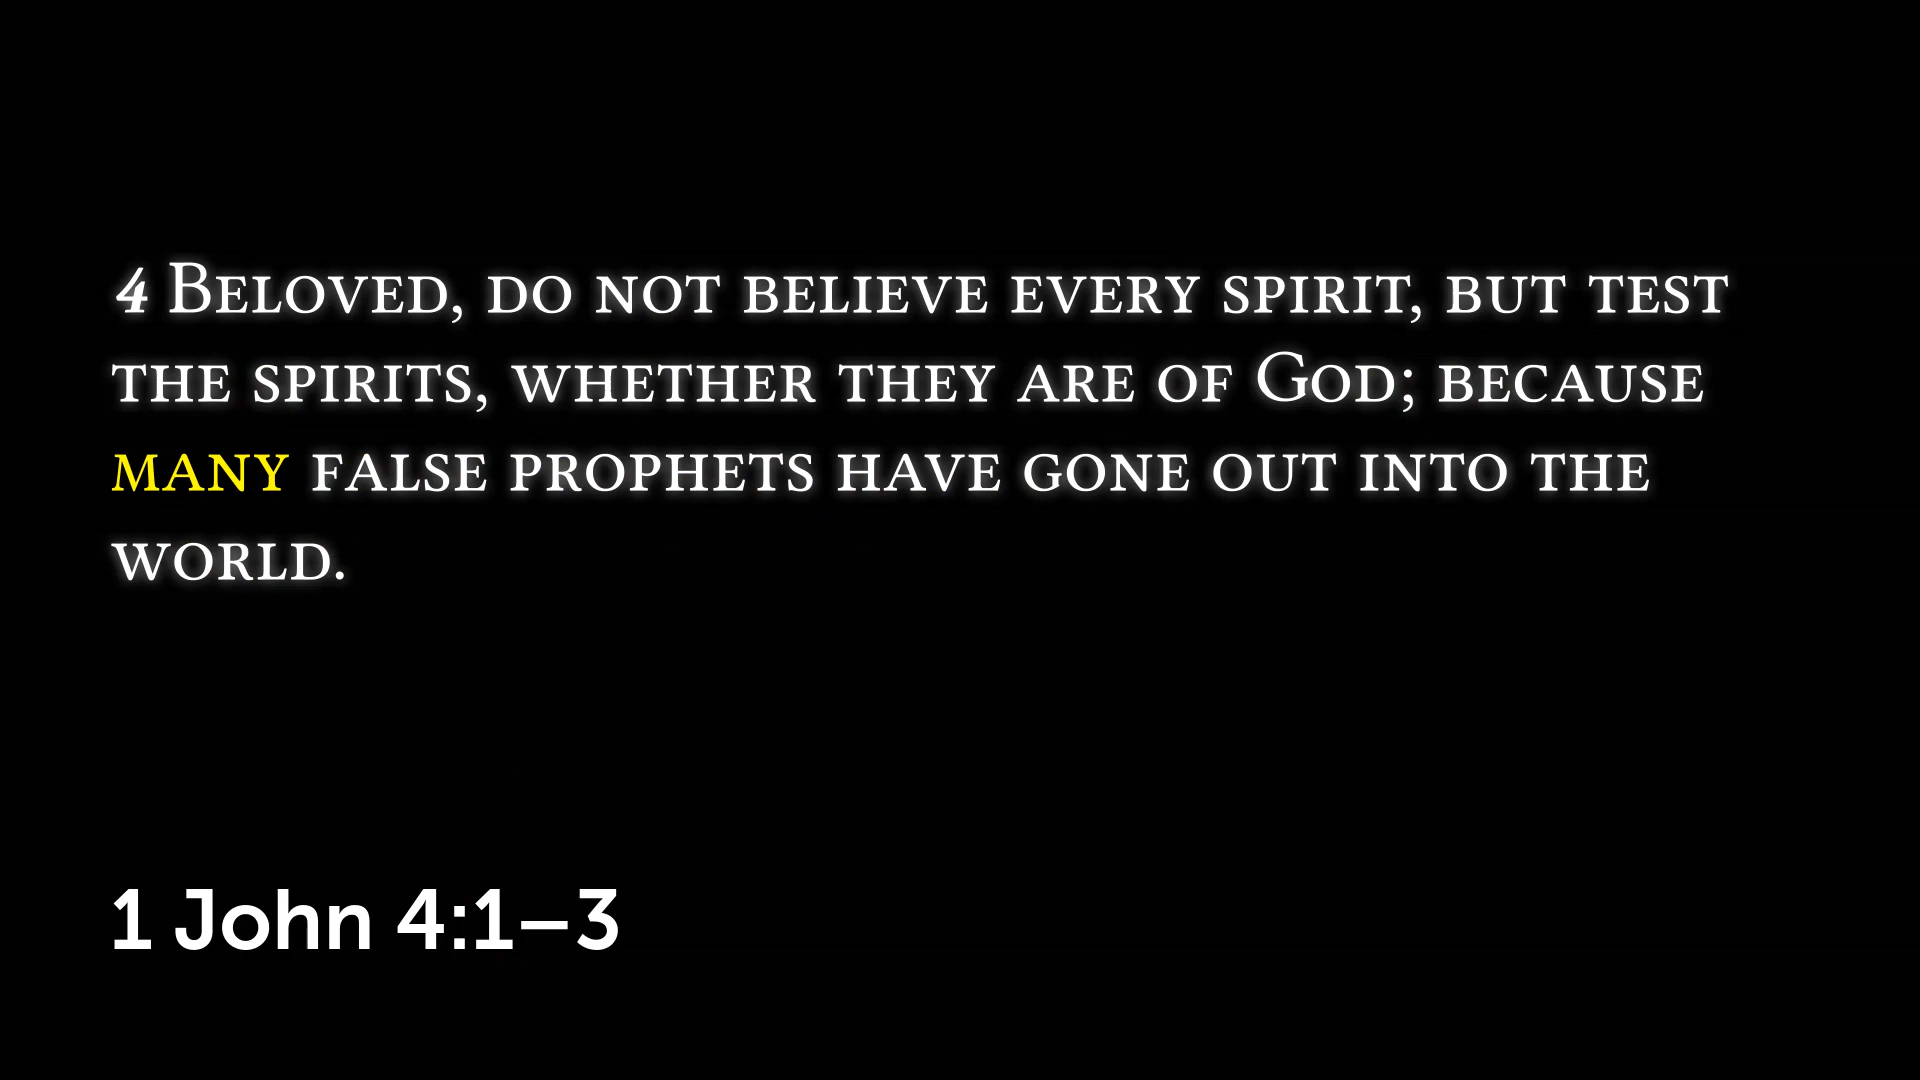 4 Beloved, do not believe every spirit, but test
the spirits, whether they are of God; because
many false prophets have gone out into the
world.
1 John 4:1–3